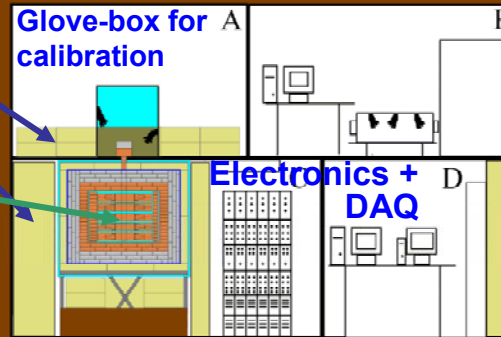 Glove-box for
calibration
A
Electronics +
DAQ
C
D